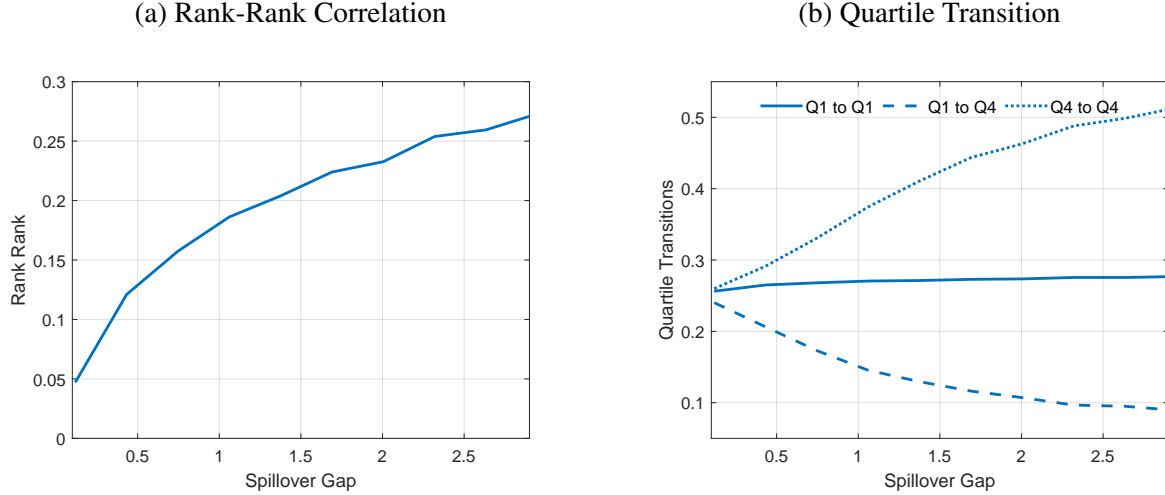 (a) Rank-Rank Correlation
0.3
0.25
0.2
0.15
0.1
0.05
0
Rank Rank
0.5 1 1.5 2 2.5
Spillover Gap
(b) Quartile Transition
Q1 to Q1 Q1 to Q4 Q4 to Q4
0.5
0.4
0.3
0.2
0.1
Quartile Transitions
0.5 1 1.5 2 2.5
Spillover Gap